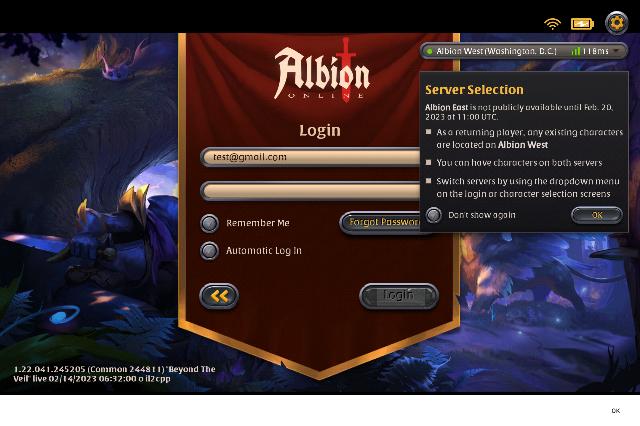 Albion West (Washington, D.C.) 118ms
Albion
ONLINE
Server Selection
Albion East is not publicly available until Feb. 20,
2023 at 11:00 UTC.
As a returning player, any existing characters
are located on Albion West
You can have characters on both servers
Switch servers by using the dropdown menu
on the login or character selection screens
Don't show again
OK
Login
test@gmail.com
Remember Me
Forgot Passwor
Automatic Log In
Login
1.22.041.245205 (Common 244811) "Beyond The
Veil" live 02/14/2023 06:32:00 o il2cpp
OK